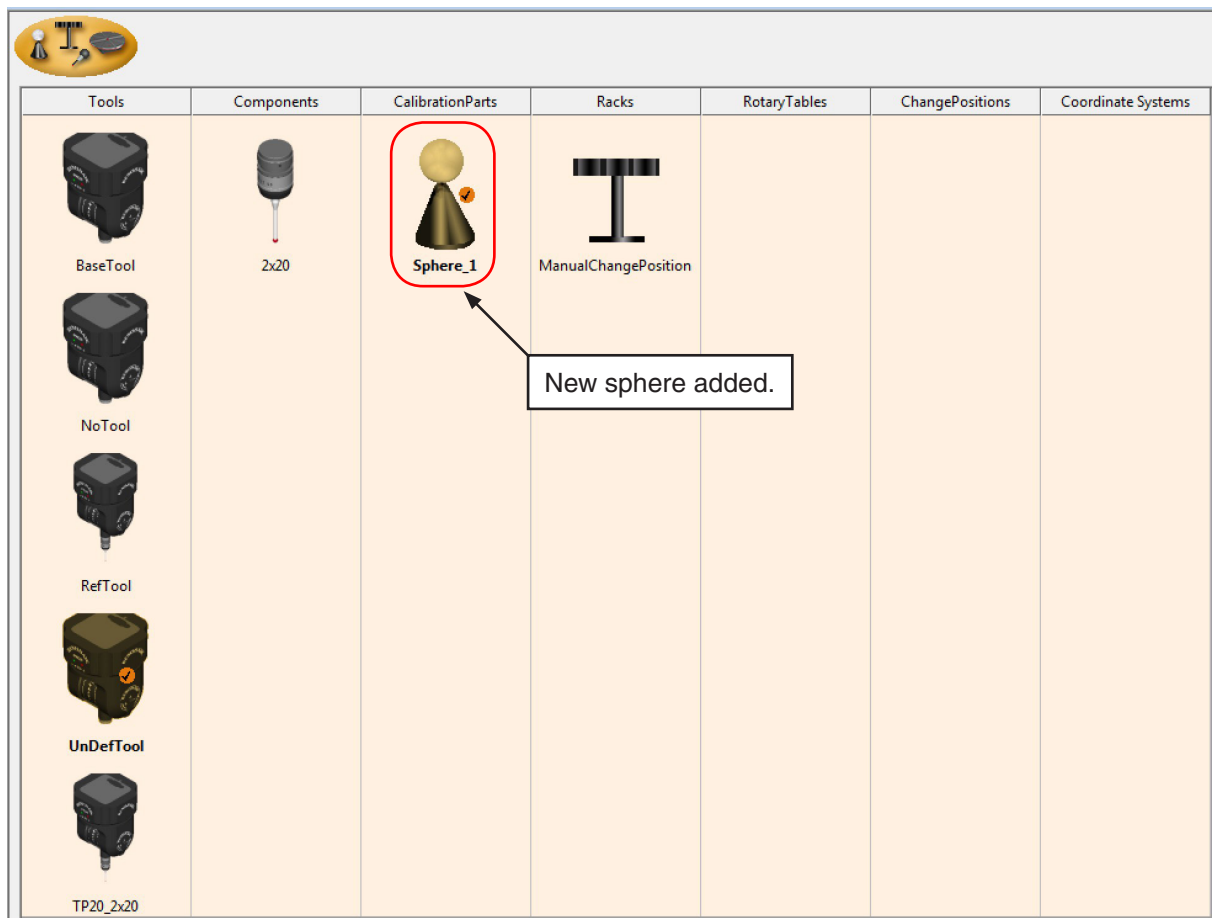 Tools
Components
CalibrationParts
Racks
RotaryTables
ChangePositions
Coordinate Systems
BaseTool
2x20
Sphere_1
ManualChangePosition
New sphere added.
NoTool
RefTool
UnDefTool
TP20_2x20